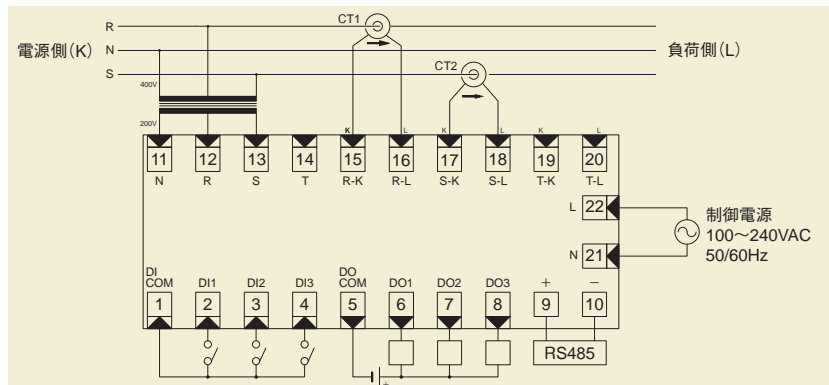 CT1
R
電源側(K) N 負荷側(L)
CT2
S
400V
200V
K L K L K L
11 12 13 14 15 16 17 18 19 20
N R S T R-K R-L S-K S-L T-K T-L
L 22
制御電源
100～240VAC
50/60Hz
N 21
DI COM DI1 DI2 DI3 DO COM DO1 DO2 DO3 + −
1 2 3 4 5 6 7 8 9 10
RS485
+